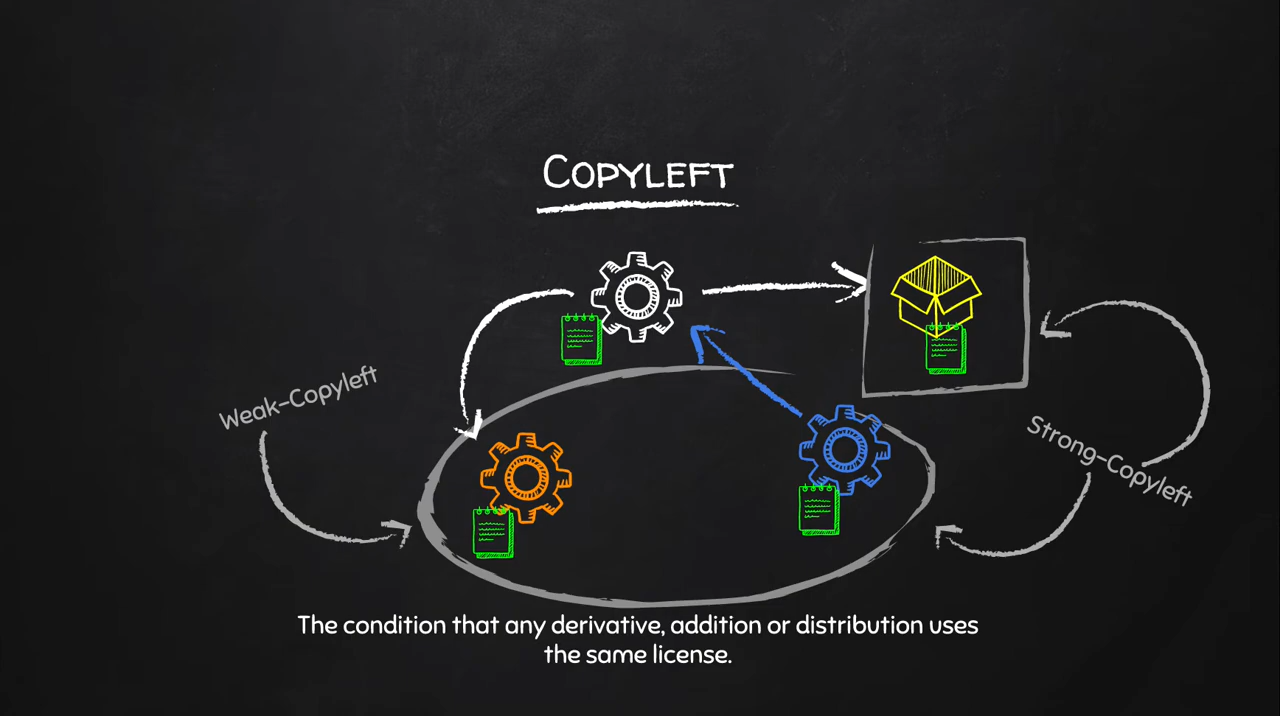 COPYLEFT
Weak-Copyleft
Strong-Copyleft
The condition that any derivative, addition or distribution uses
the same license.